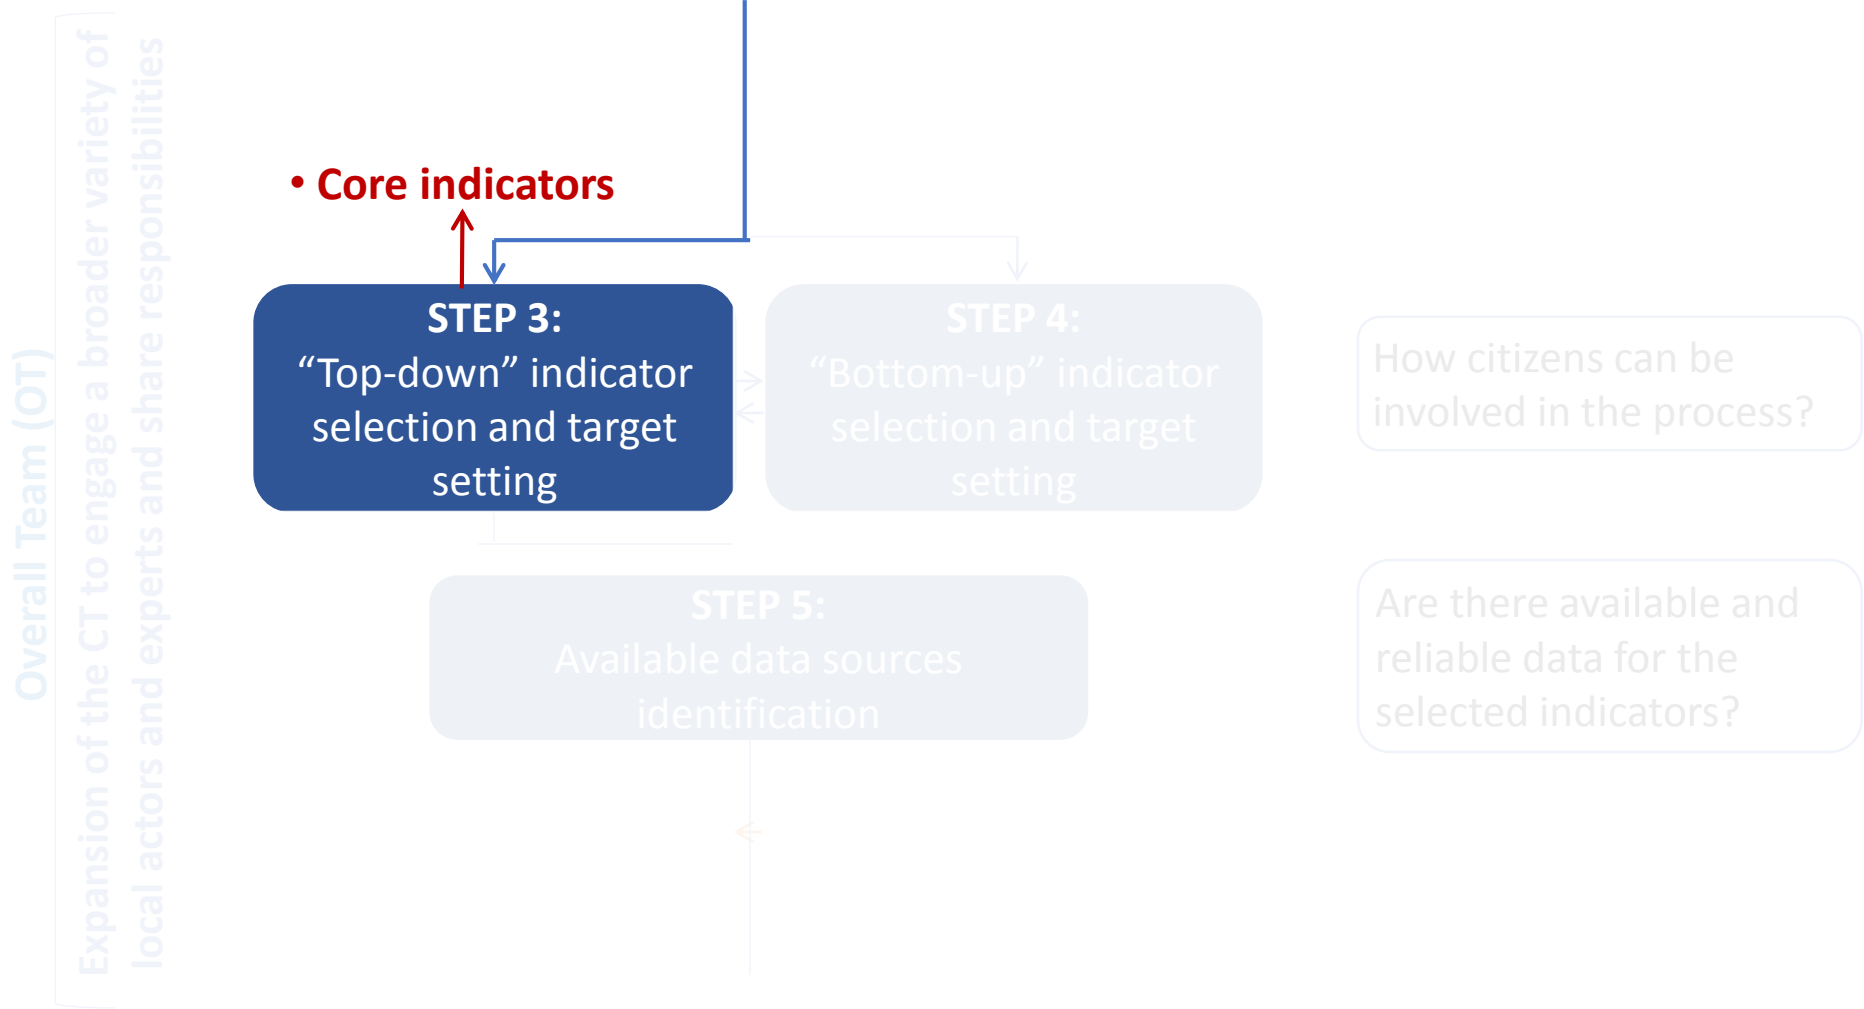 Overall Team (OT)
Expansion of the CT to engage a broader variety of
local actors and experts and share responsibilities
• Core indicators
STEP 3:
“Top-down” indicator
selection and target
setting
STEP 4:
“Bottom-up” indicator
selection and target
setting
How citizens can be
involved in the process?
STEP 5:
Available data sources
identification
Are there available and
reliable data for the
selected indicators?